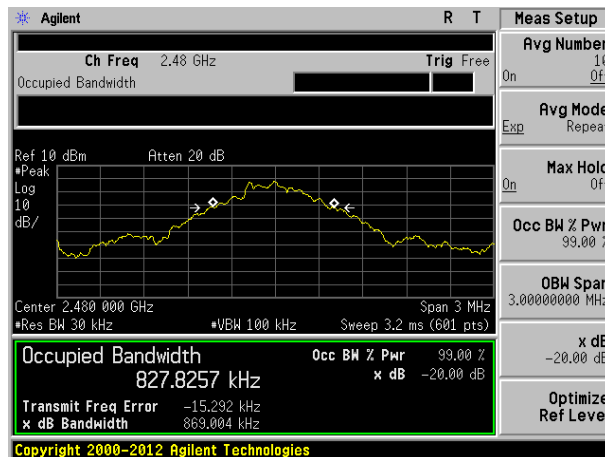 Agilent R T Meas Setup
Avg Number
10
On Off
Ch Freq 2.48 GHz Trig Free
Occupied Bandwidth
Avg Mode
Exp Repeat
Ref 10 dBm Atten 20 dB
#Peak
Log
10
dB/
Max Hold
On Off
Occ BW % Pwr
99.00 %
OBW Span
3.00000000 MHz
Center 2.480 000 GHz Span 3 MHz
#Res BW 30 kHz #VBW 100 kHz Sweep 3.2 ms (601 pts)
x dB
-20.00 dB
Occupied Bandwidth Occ BW % Pwr 99.00 %
827.8257 kHz x dB -20.00 dB
Transmit Freq Error -15.292 kHz
x dB Bandwidth 869.004 kHz
Optimize
Ref Level
Copyright 2000-2012 Agilent Technologies